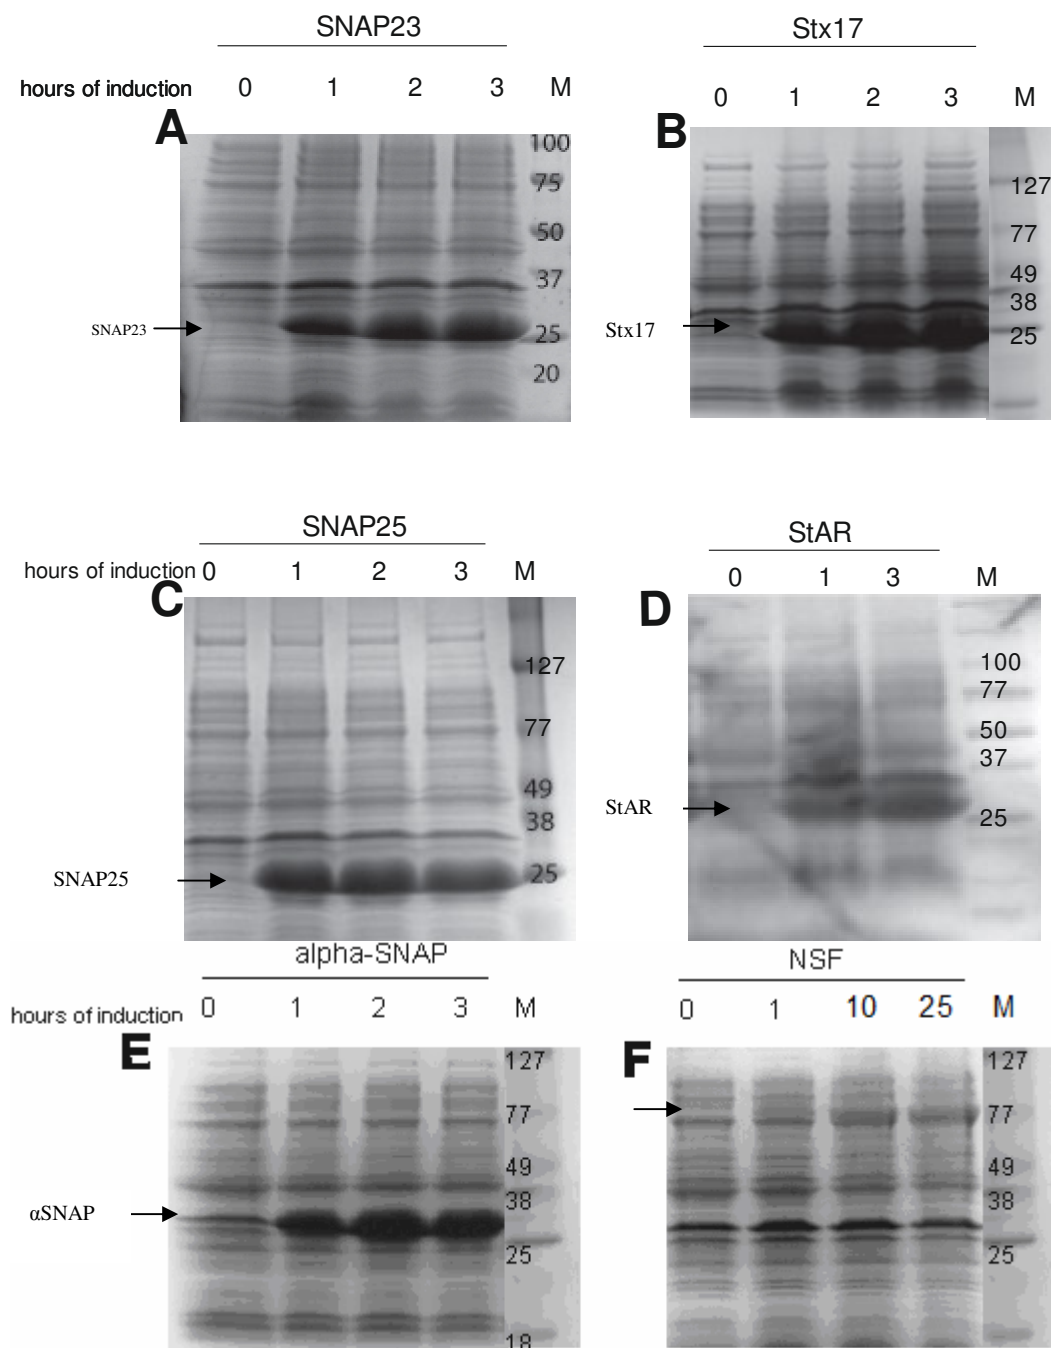 SNAP23
hours of induction 0 1 2 3 M
A
100
75
50
37
SNAP23
25
20
Stx17
0 1 2 3 M
B
127
77
49
38
Stx17
25
SNAP25
hours of induction 0 1 2 3 M
C
127
77
49
38
SNAP25
25
StAR
0 1 3 M
D
100
77
50
37
StAR
25
alpha-SNAP
hours of induction 0 1 2 3 M
E
127
77
49
38
αSNAP
25
18
NSF
0 1 10 25 M
F
127
77
49
38
25